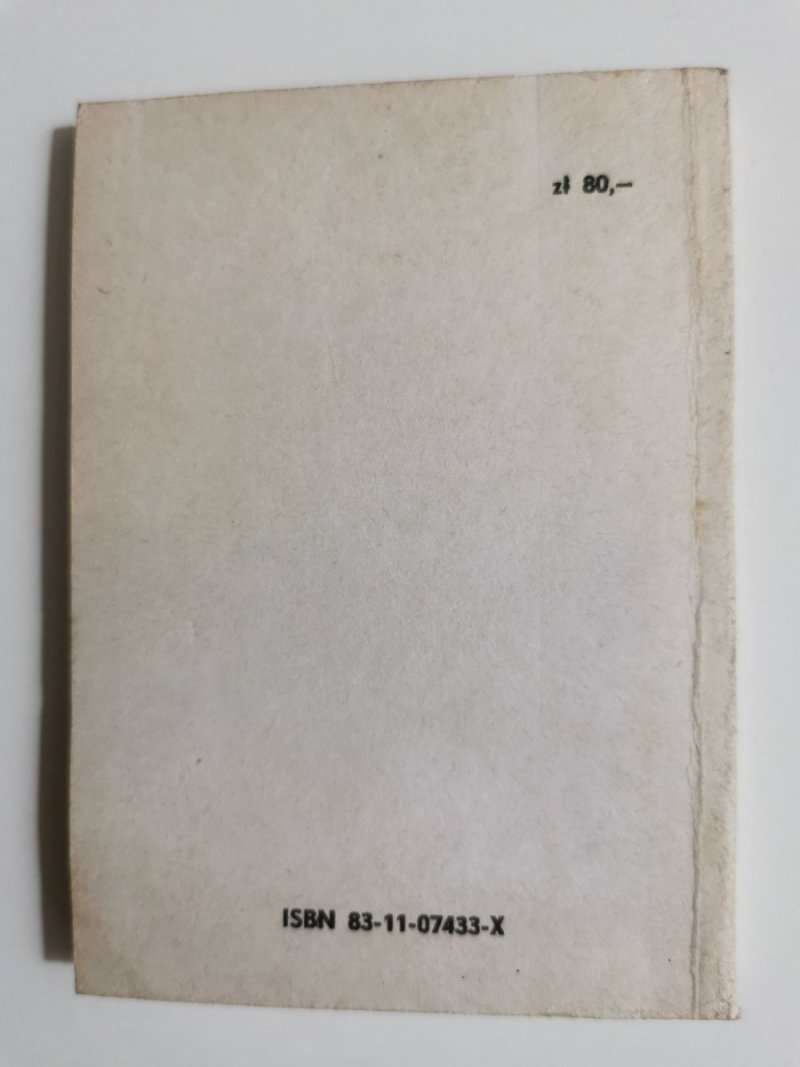 zł 80,—
ISBN 83-11-07433-X